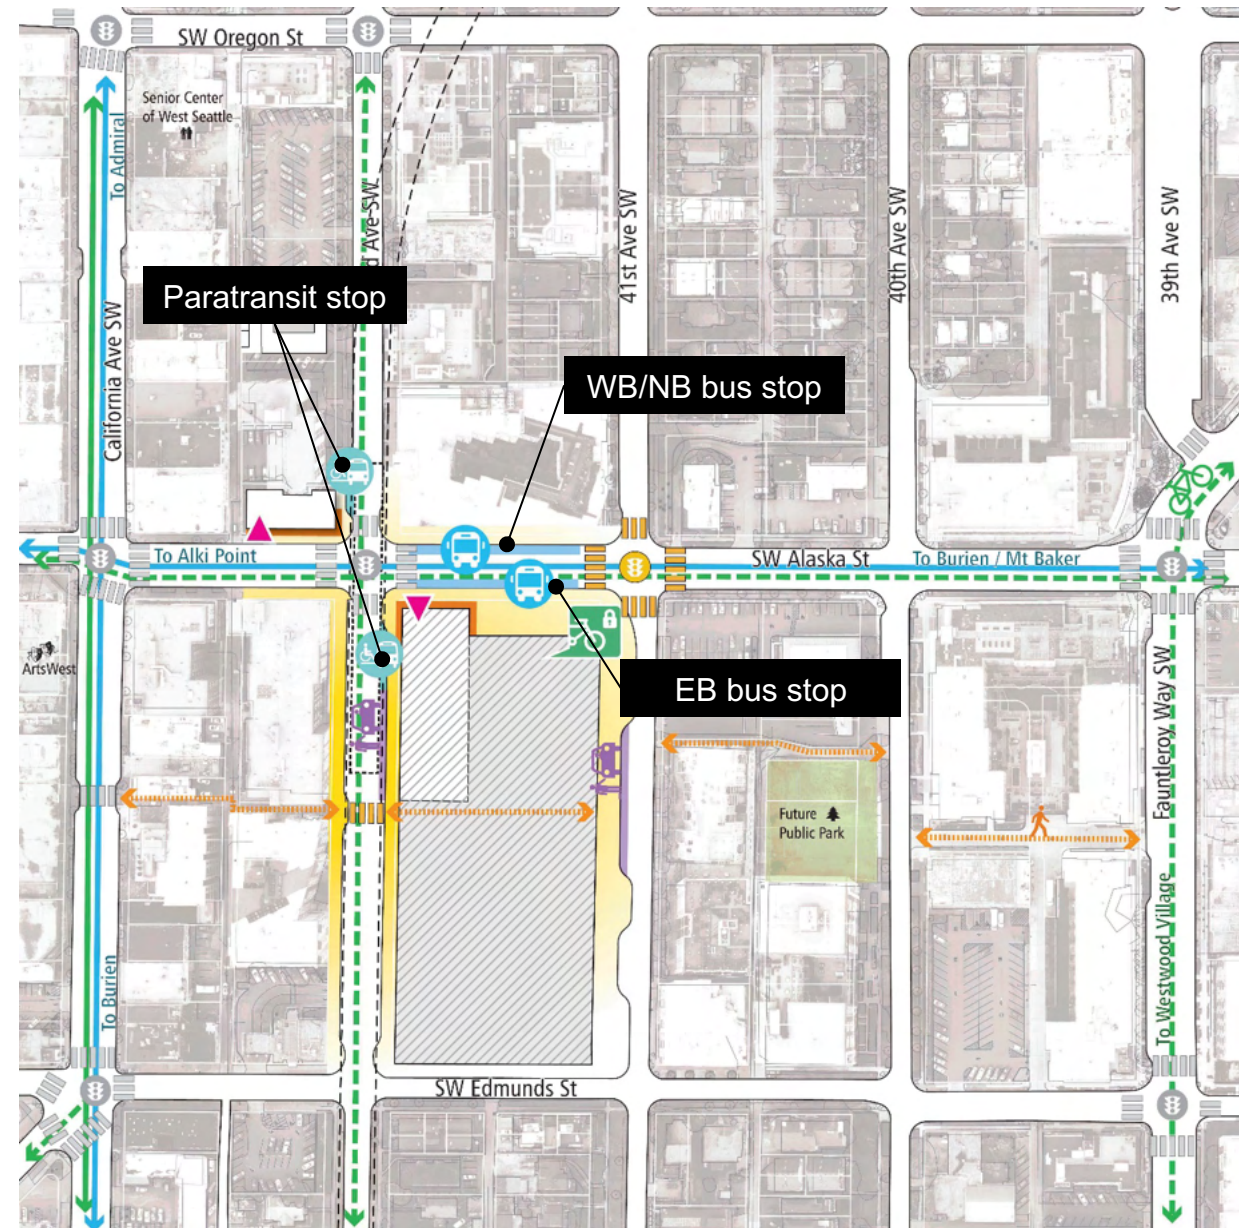 SW Oregon St
Senior Center
of West Seattle
To Admiral
d Ave SW
41st Ave SW
40th Ave SW
39th Ave SW
California Ave SW
Paratransit stop
WB/NB bus stop
To Alki Point
SW Alaska St
To Burien / Mt Baker
ArtsWest
EB bus stop
Fauntleroy Way SW
Future
Public Park
To Westwood Village
To Burien
SW Edmunds St